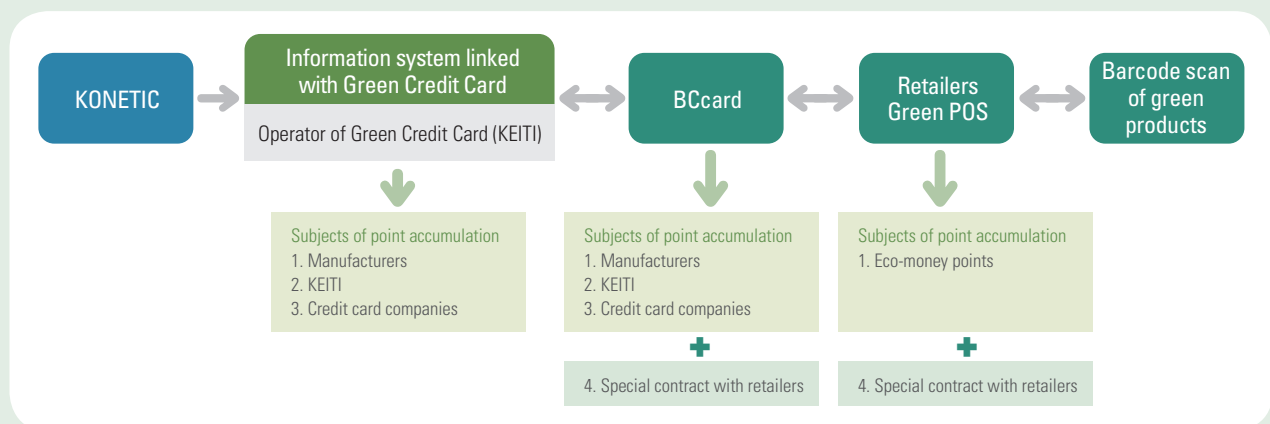 KONETIC
Information system linked
with Green Credit Card
Operator of Green Credit Card (KEITI)
BCcard
Retailers
Green POS
Barcode scan
of green
products
Subjects of point accumulation
1. Manufacturers
2. KEITI
3. Credit card companies
Subjects of point accumulation
1. Manufacturers
2. KEITI
3. Credit card companies
4. Special contract with retailers
Subjects of point accumulation
1. Eco-money points
4. Special contract with retailers